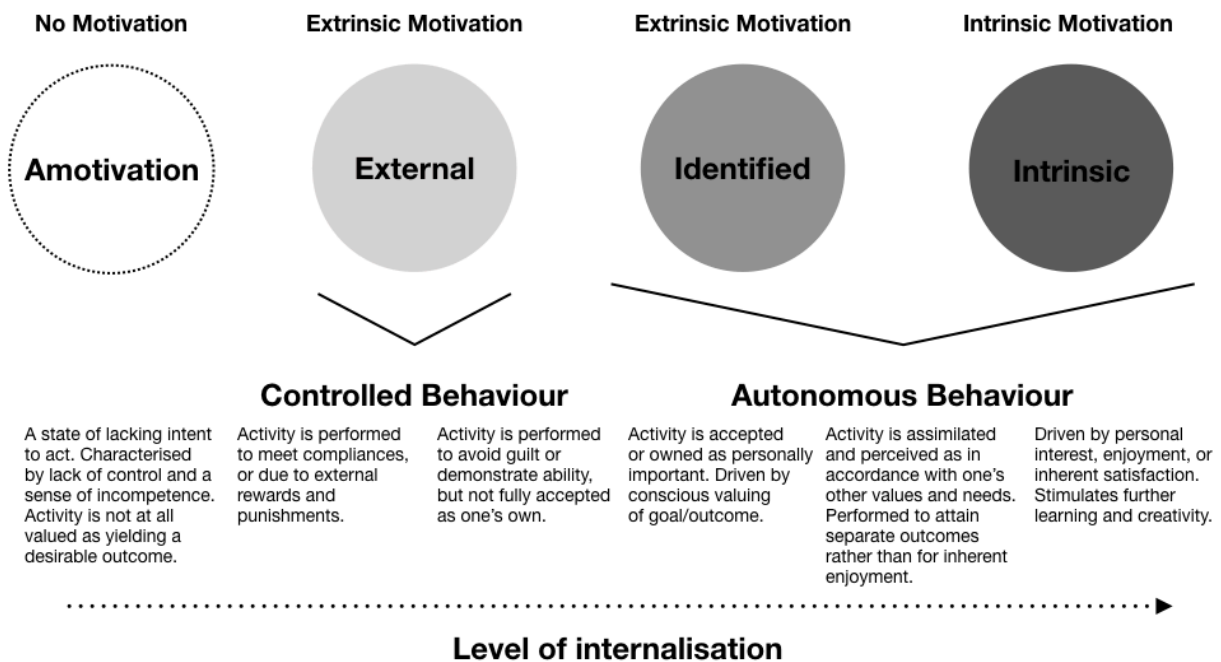 No Motivation
Extrinsic Motivation
Extrinsic Motivation
Intrinsic Motivation
Amotivation
External
Identified
Intrinsic
Controlled Behaviour
Autonomous Behaviour
A state of lacking intent
to act. Characterised
by lack of control and a
sense of incompetence.
Activity is not at all
valued as yielding a
desirable outcome.
Activity is performed
to meet compliances,
or due to external
rewards and
punishments.
Activity is performed
to avoid guilt or
demonstrate ability,
but not fully accepted
as one's own.
Activity is accepted
or owned as personally
important. Driven by
conscious valuing
of goal/outcome.
Activity is assimilated
and perceived as in
accordance with one's
other values and needs.
Performed to attain
separate outcomes
rather than for inherent
enjoyment.
Driven by personal
interest, enjoyment, or
inherent satisfaction.
Stimulates further
learning and creativity.
Level of internalisation